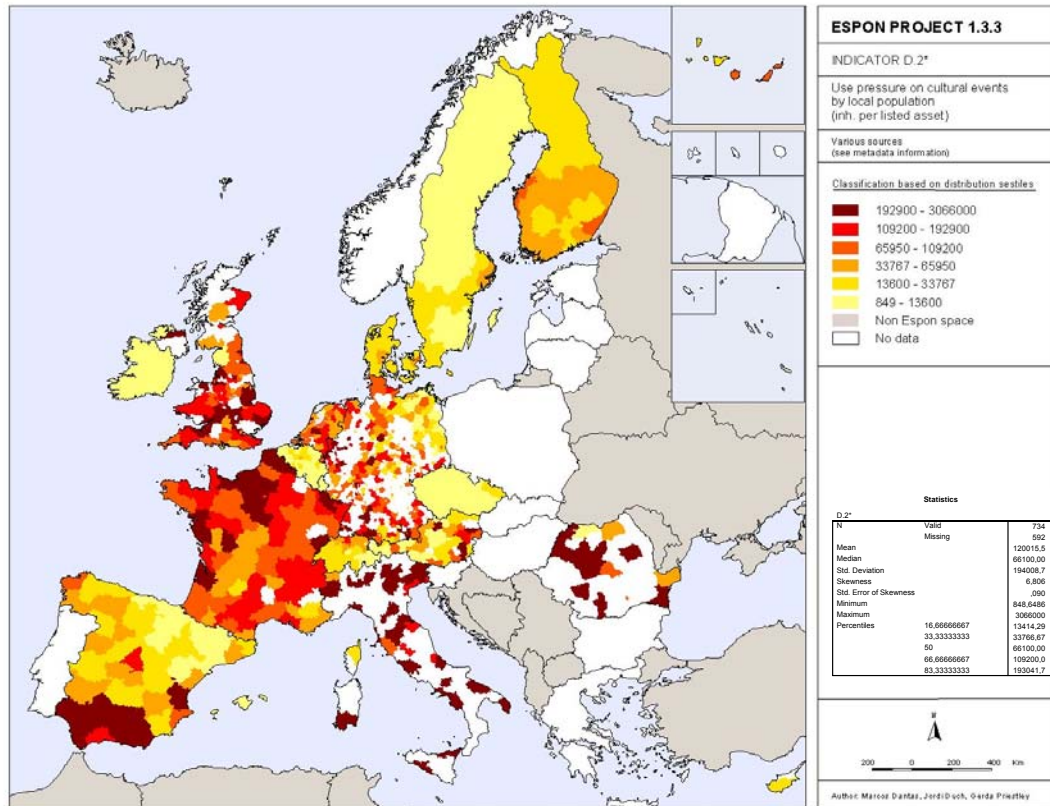 ESPON PROJECT 1.3.3
INDICATOR D.2*
Use pressure on cultural events
by local population
(inh. per listed asset)
Various sources
(see metadata information)
Classification based on distribution sestiles
192900 - 3066000
109200 - 192900
65950 - 109200
33767 - 65950
13600 - 33767
849 - 13600
Non Espon space
No data
Statistics
D.2*
N Valid 734
Missing 592
Mean 120015,5
Median 66100,00
Std. Deviation 194008,7
Skewness 6,806
Std. Error of Skewness ,090
Minimum 848,6486
Maximum 3066000
Percentiles 16,66666667 13414,29
33,33333333 33766,67
50 66100,00
66,66666667 109200,0
83,33333333 193041,7
N
200 0 200 400 Km
Author: Marcos Dantas, Jordi Duch, Gerda Priestley